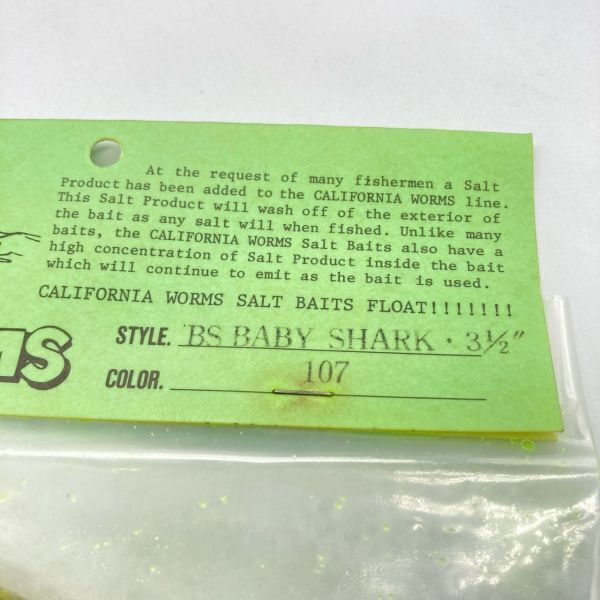 At the request of many fishermen a Salt
Product has been added to the CALIFORNIA WORMS line.
This Salt Product will wash off of the exterior of
the bait as any salt will when fished. Unlike many
baits, the CALIFORNIA WORMS Salt Baits also have a
high concentration of Salt Product inside the bait
which will continue to emit as the bait is used.
CALIFORNIA WORMS SALT BAITS FLOAT!!!!!!!
STYLE. BS BABY SHARK · 3½"
COLOR. 107